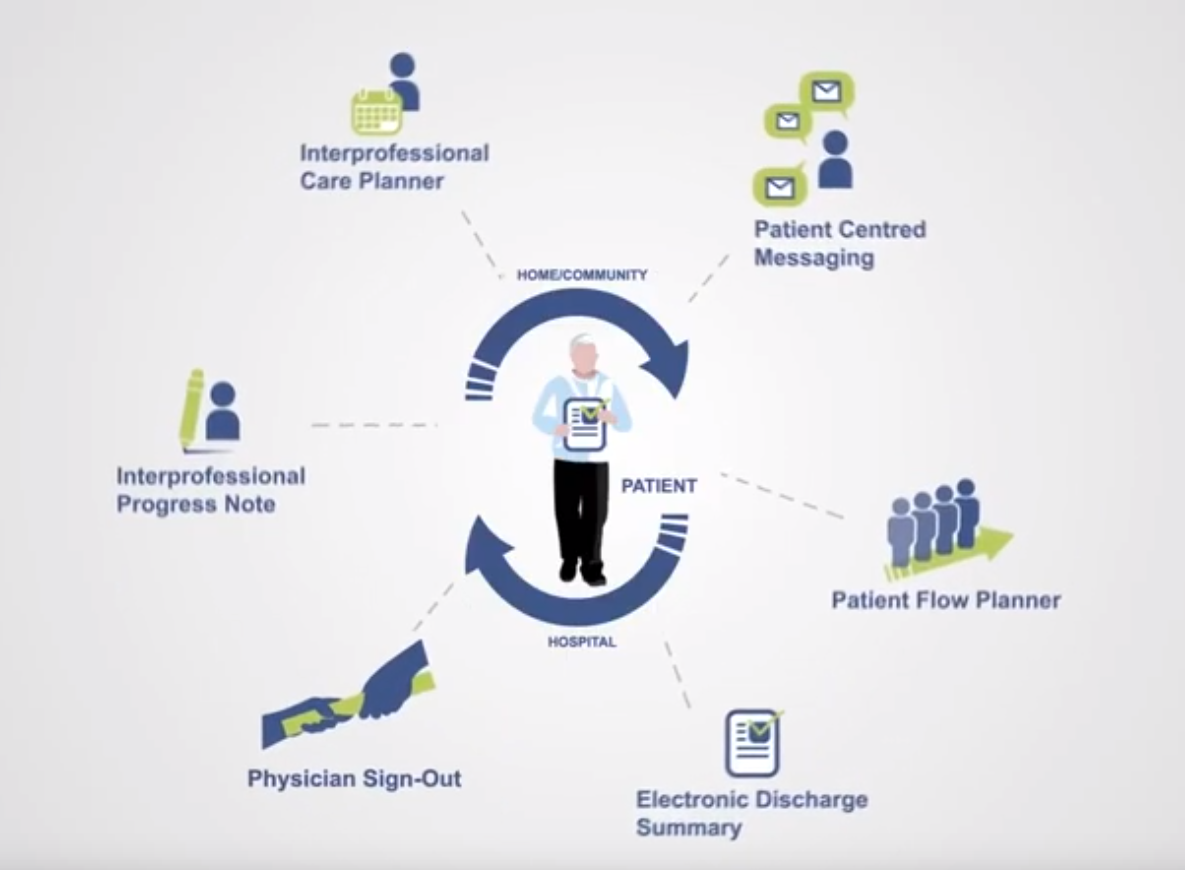 Interprofessional
Care Planner
Patient Centred
Messaging
HOME/COMMUNITY
Interprofessional
Progress Note
PATIENT
Patient Flow Planner
HOSPITAL
Physician Sign-Out
Electronic Discharge
Summary